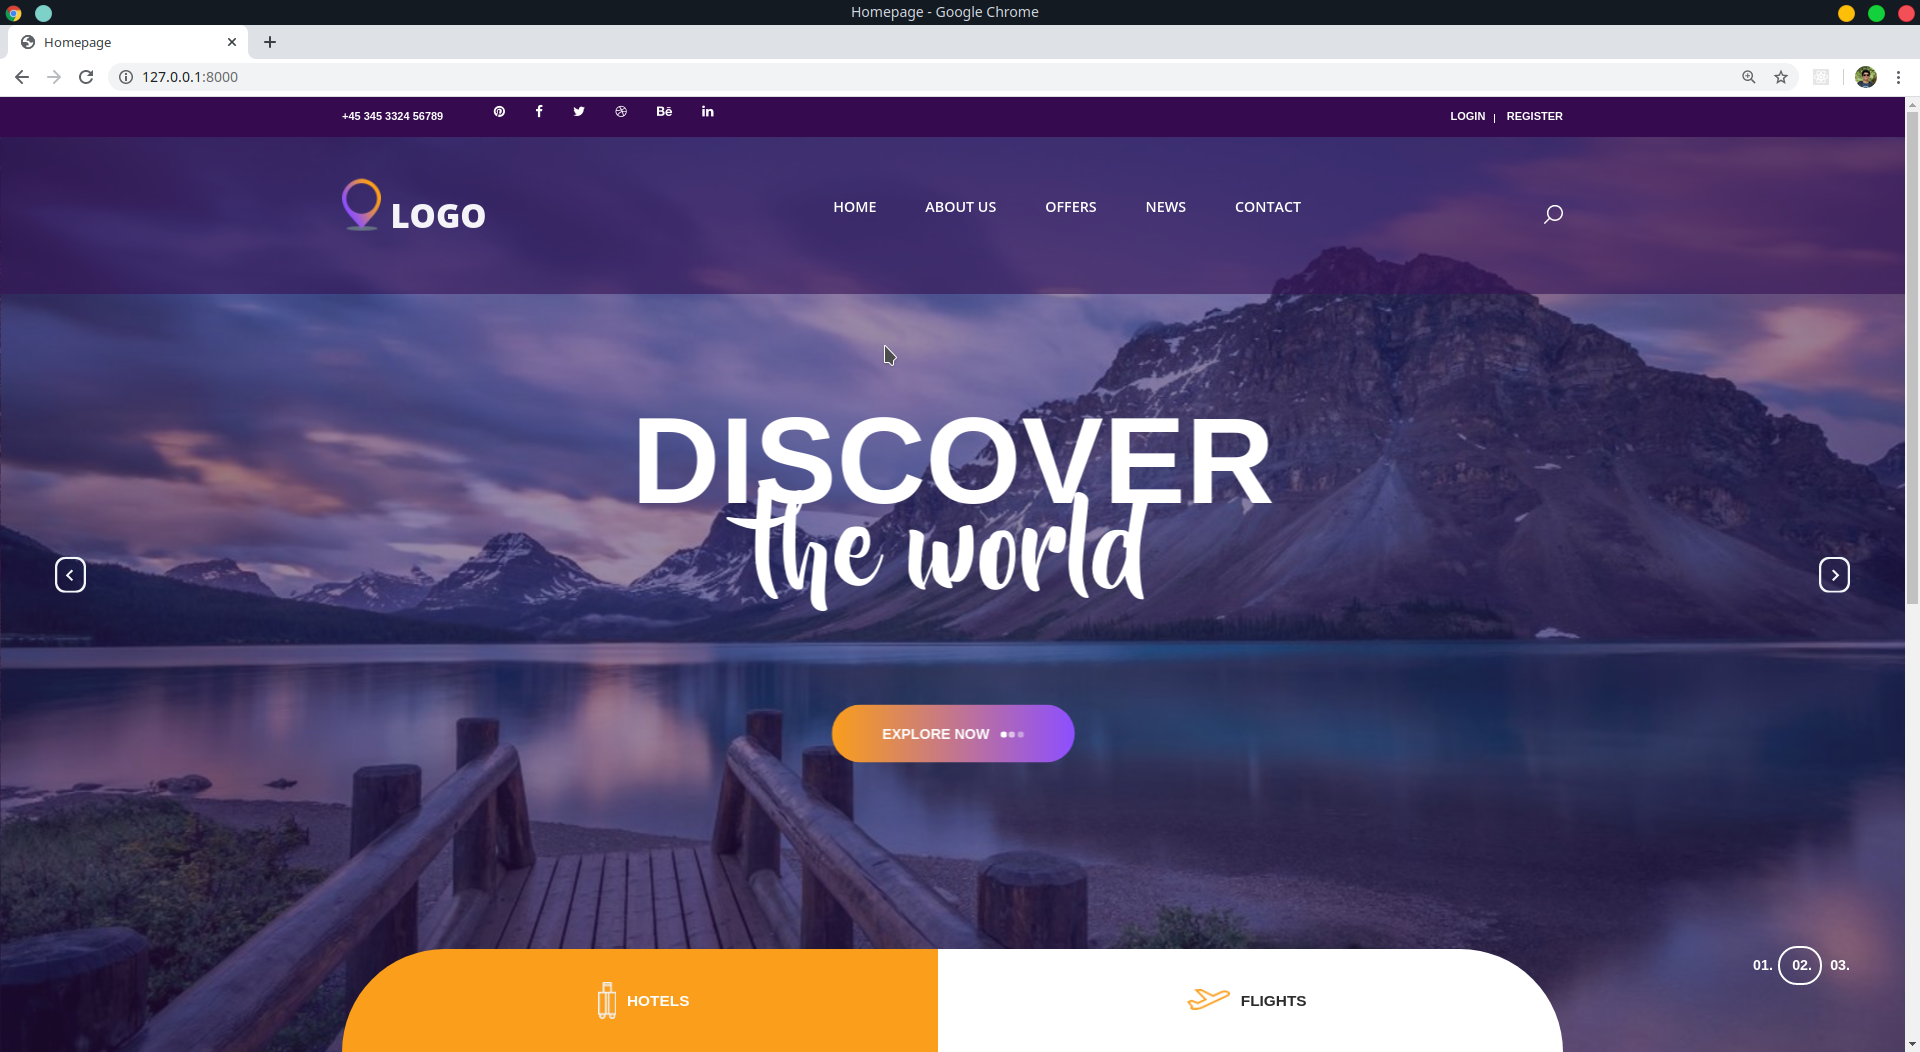 Homepage - Google Chrome
Homepage
127.0.0.1:8000
+45 345 3324 56789
Bē
LOGIN | REGISTER
LOGO
HOME ABOUT US OFFERS NEWS CONTACT
DISCOVER
the world
EXPLORE NOW
01. 02. 03.
HOTELS
FLIGHTS